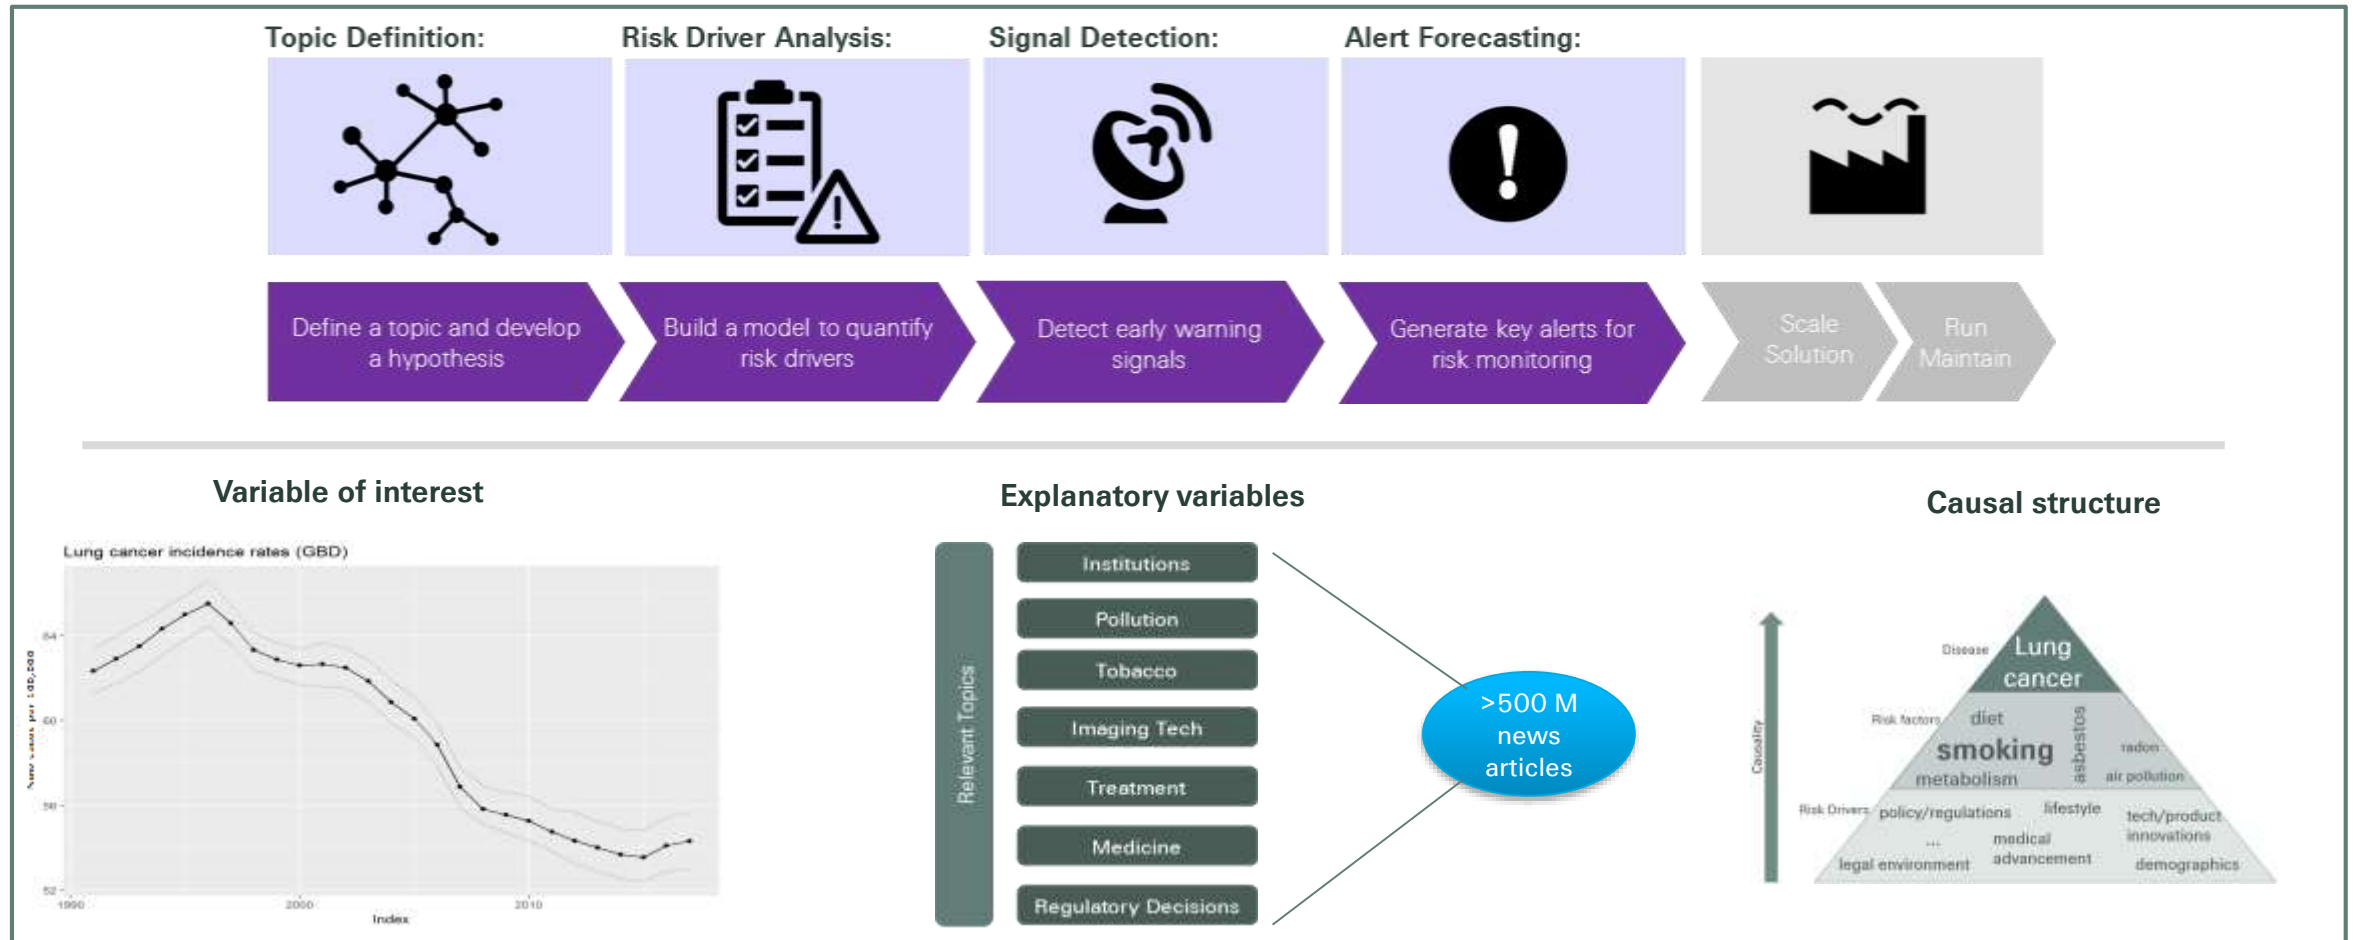 Topic Definition:
Risk Driver Analysis:
Signal Detection:
Alert Forecasting:
Define a topic and develop
a hypothesis
Build a model to quantify
risk drivers
Detect early warning
signals
Generate key alerts for
risk monitoring
Scale
Solution
Run
Maintain
Variable of interest
Lung cancer incidence rates (GBD)
64
60
52
1990
2000
2010
Index
Explanatory variables
Relevant Topics
Institutions
Pollution
Tobacco
Imaging Tech
Treatment
Medicine
Regulatory Decisions
>500 M
news
articles
Causal structure
Causality
Disease
Lung
cancer
Risk factors
diet
smoking
asbestos
radon
metabolism
air pollution
Risk Drivers
policy/regulations
lifestyle
tech/product
innovations
...
medical
advancement
legal environment
demographics